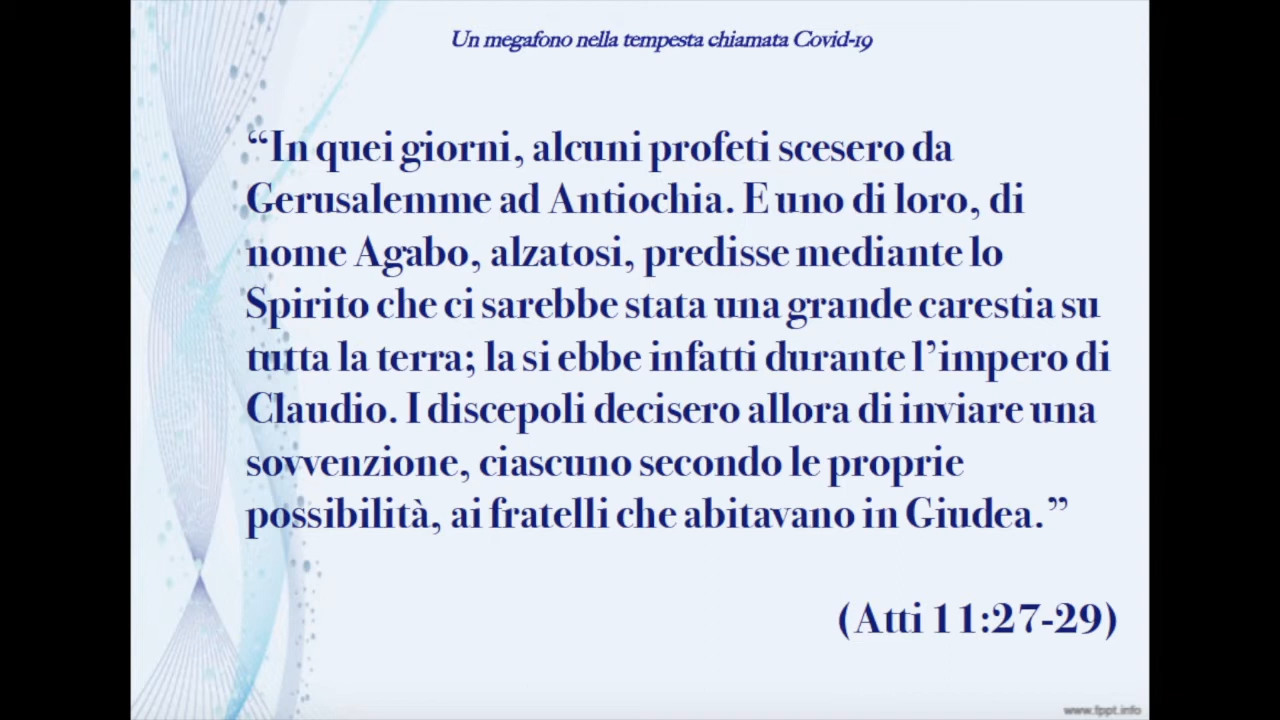 Un megafono nella tempesta chiamata Covid-19
“In quei giorni, alcuni profeti scesero da
Gerusalemme ad Antiochia. E uno di loro, di
nome Agabo, alzatosi, predisse mediante lo
Spirito che ci sarebbe stata una grande carestia su
tutta la terra; la si ebbe infatti durante l’impero di
Claudio. I discepoli decisero allora di inviare una
sovvenzione, ciascuno secondo le proprie
possibilità, ai fratelli che abitavano in Giudea.”
(Atti 11:27-29)
www.fppt.info